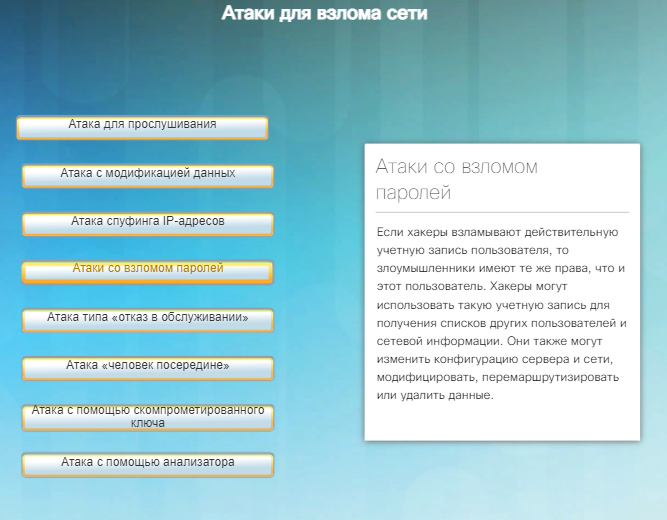 Атаки для взлома сети
Атака для прослушивания
Атака с модификацией данных
Атака спуфинга IP-адресов
Атаки со взломом паролей
Атака типа «отказ в обслуживании»
Атака «человек посередине»
Атака с помощью скомпрометированного
ключа
Атака с помощью анализатора
Атаки со взломом
паролей
Если хакеры взламывают действительную
учетную запись пользователя, то
злоумышленники имеют те же права, что и
этот пользователь. Хакеры могут
использовать такую учетную запись для
получения списков других пользователей и
сетевой информации. Они также могут
изменить конфигурацию сервера и сети,
модифицировать, перемаршрутизировать
или удалить данные.